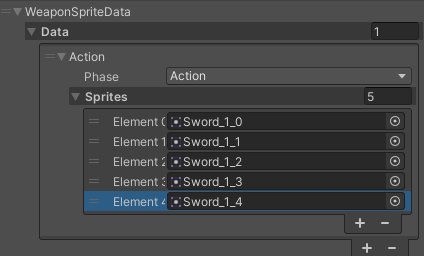 WeaponSpriteData
Data 1
Action
Phase Action
Sprites 5
Element 0 Sword_1_0
Element 1 Sword_1_1
Element 2 Sword_1_2
Element 3 Sword_1_3
Element 4 Sword_1_4